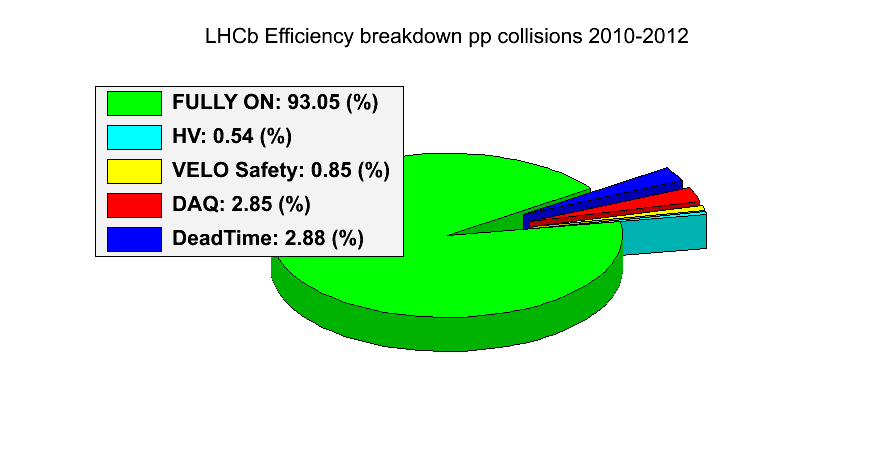 LHCb Efficiency breakdown pp collisions 2010-2012
FULLY ON: 93.05 (%)
HV: 0.54 (%)
VELO Safety: 0.85 (%)
DAQ: 2.85 (%)
DeadTime: 2.88 (%)